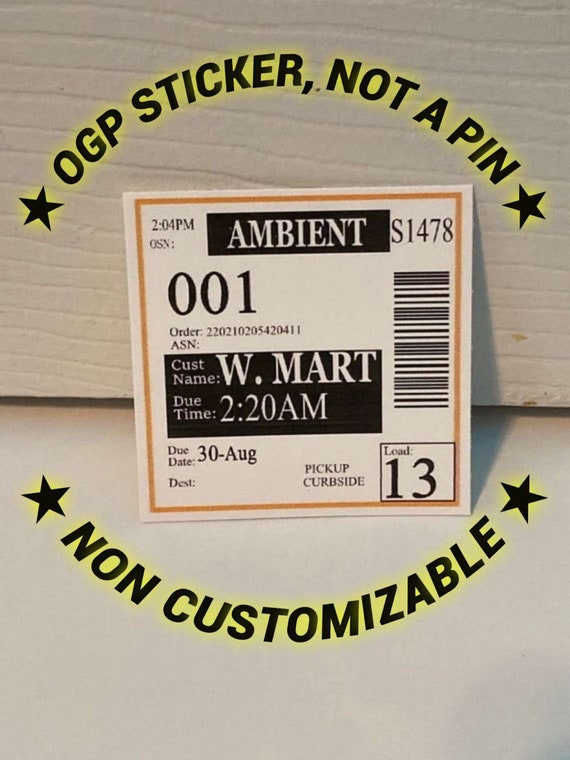 OGP STICKER, NOT A PIN
2:04PM AMBIENT S1478
OSN:
001
Order: 220210205420411
ASN:
Cust Name: W. MART
Due Time: 2:20AM
Due Date: 30-Aug
Dest:
PICKUP
CURBSIDE
Load:
13
NON CUSTOMIZABLE